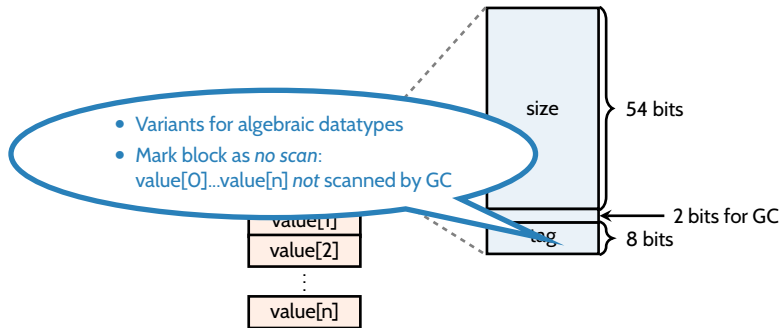 size
54 bits
• Variants for algebraic datatypes
• Mark block as no scan:
value[0]...value[n] not scanned by GC
2 bits for GC
value[1]
tag
8 bits
value[2]
value[n]